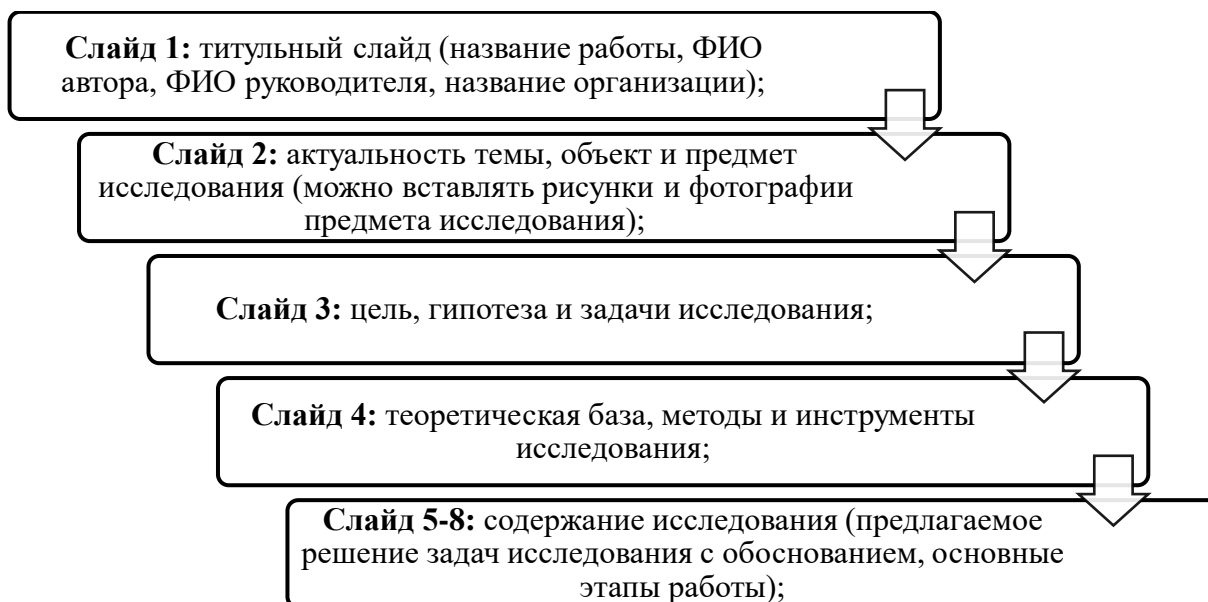 Слайд 1: титульный слайд (название работы, ФИО
автора, ФИО руководителя, название организации);
Слайд 2: актуальность темы, объект и предмет
исследования (можно вставлять рисунки и фотографии
предмета исследования);
Слайд 3: цель, гипотеза и задачи исследования;
Слайд 4: теоретическая база, методы и инструменты
исследования;
Слайд 5-8: содержание исследования (предлагаемое
решение задач исследования с обоснованием, основные
этапы работы);